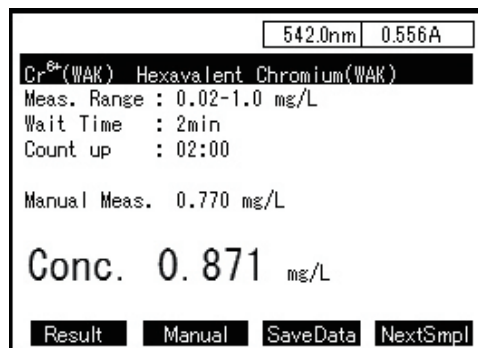 542.0nm 0.556A
Cr⁶⁺(WAK) Hexavalent Chromium(WAK)
Meas. Range : 0.02-1.0 mg/L
Wait Time : 2min
Count up : 02:00
Manual Meas. 0.770 mg/L
Conc. 0.871 mg/L
Result Manual SaveData NextSmpl